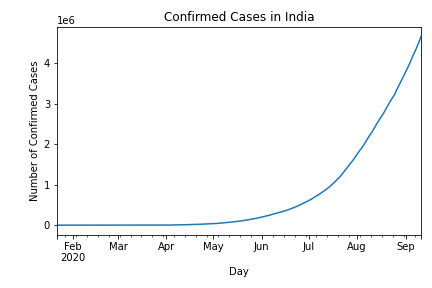 Confirmed Cases in India
1e6
Number of Confirmed Cases
4
3
2
1
0
Feb Mar Apr May Jun Jul Aug Sep
2020
Day